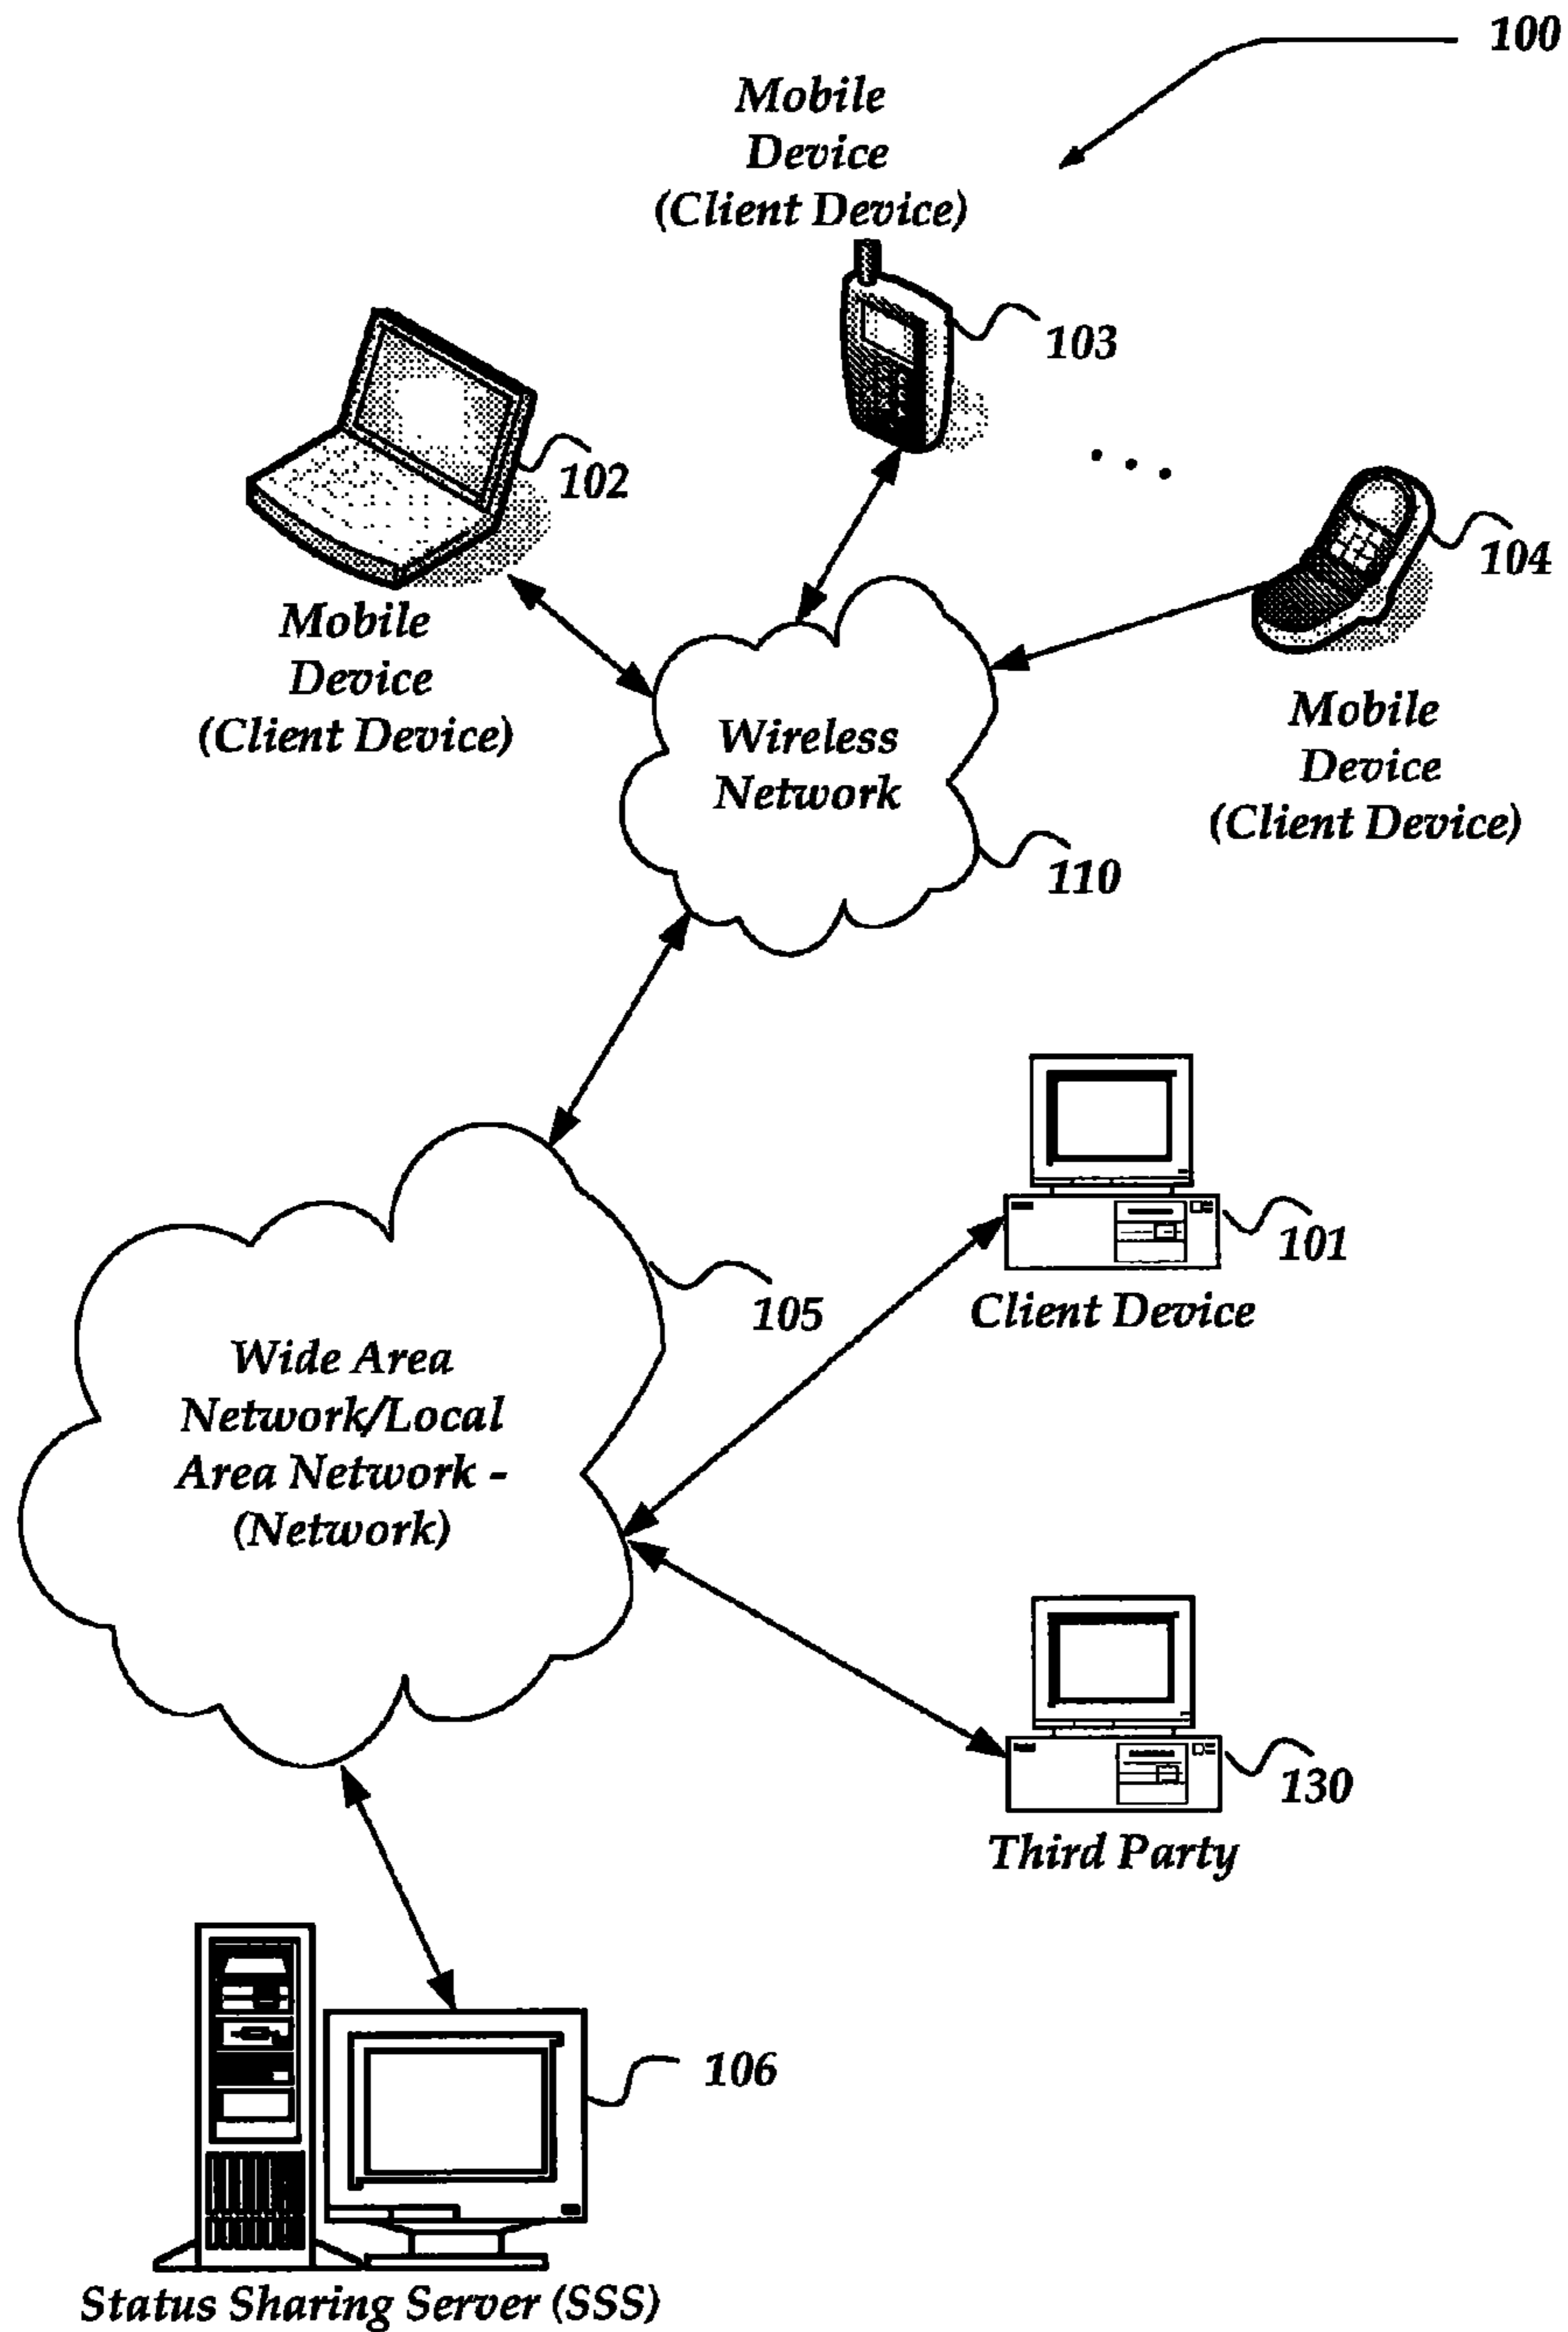 100
Mobile
Device
(Client Device)
103
102
104
Mobile
Device
(Client Device)
Mobile
Device
(Client Device)
Wireless
Network
110
101
Client Device
105
Wide Area
Network/Local
Area Network -
(Network)
130
Third Party
106
Status Sharing Server (SSS)